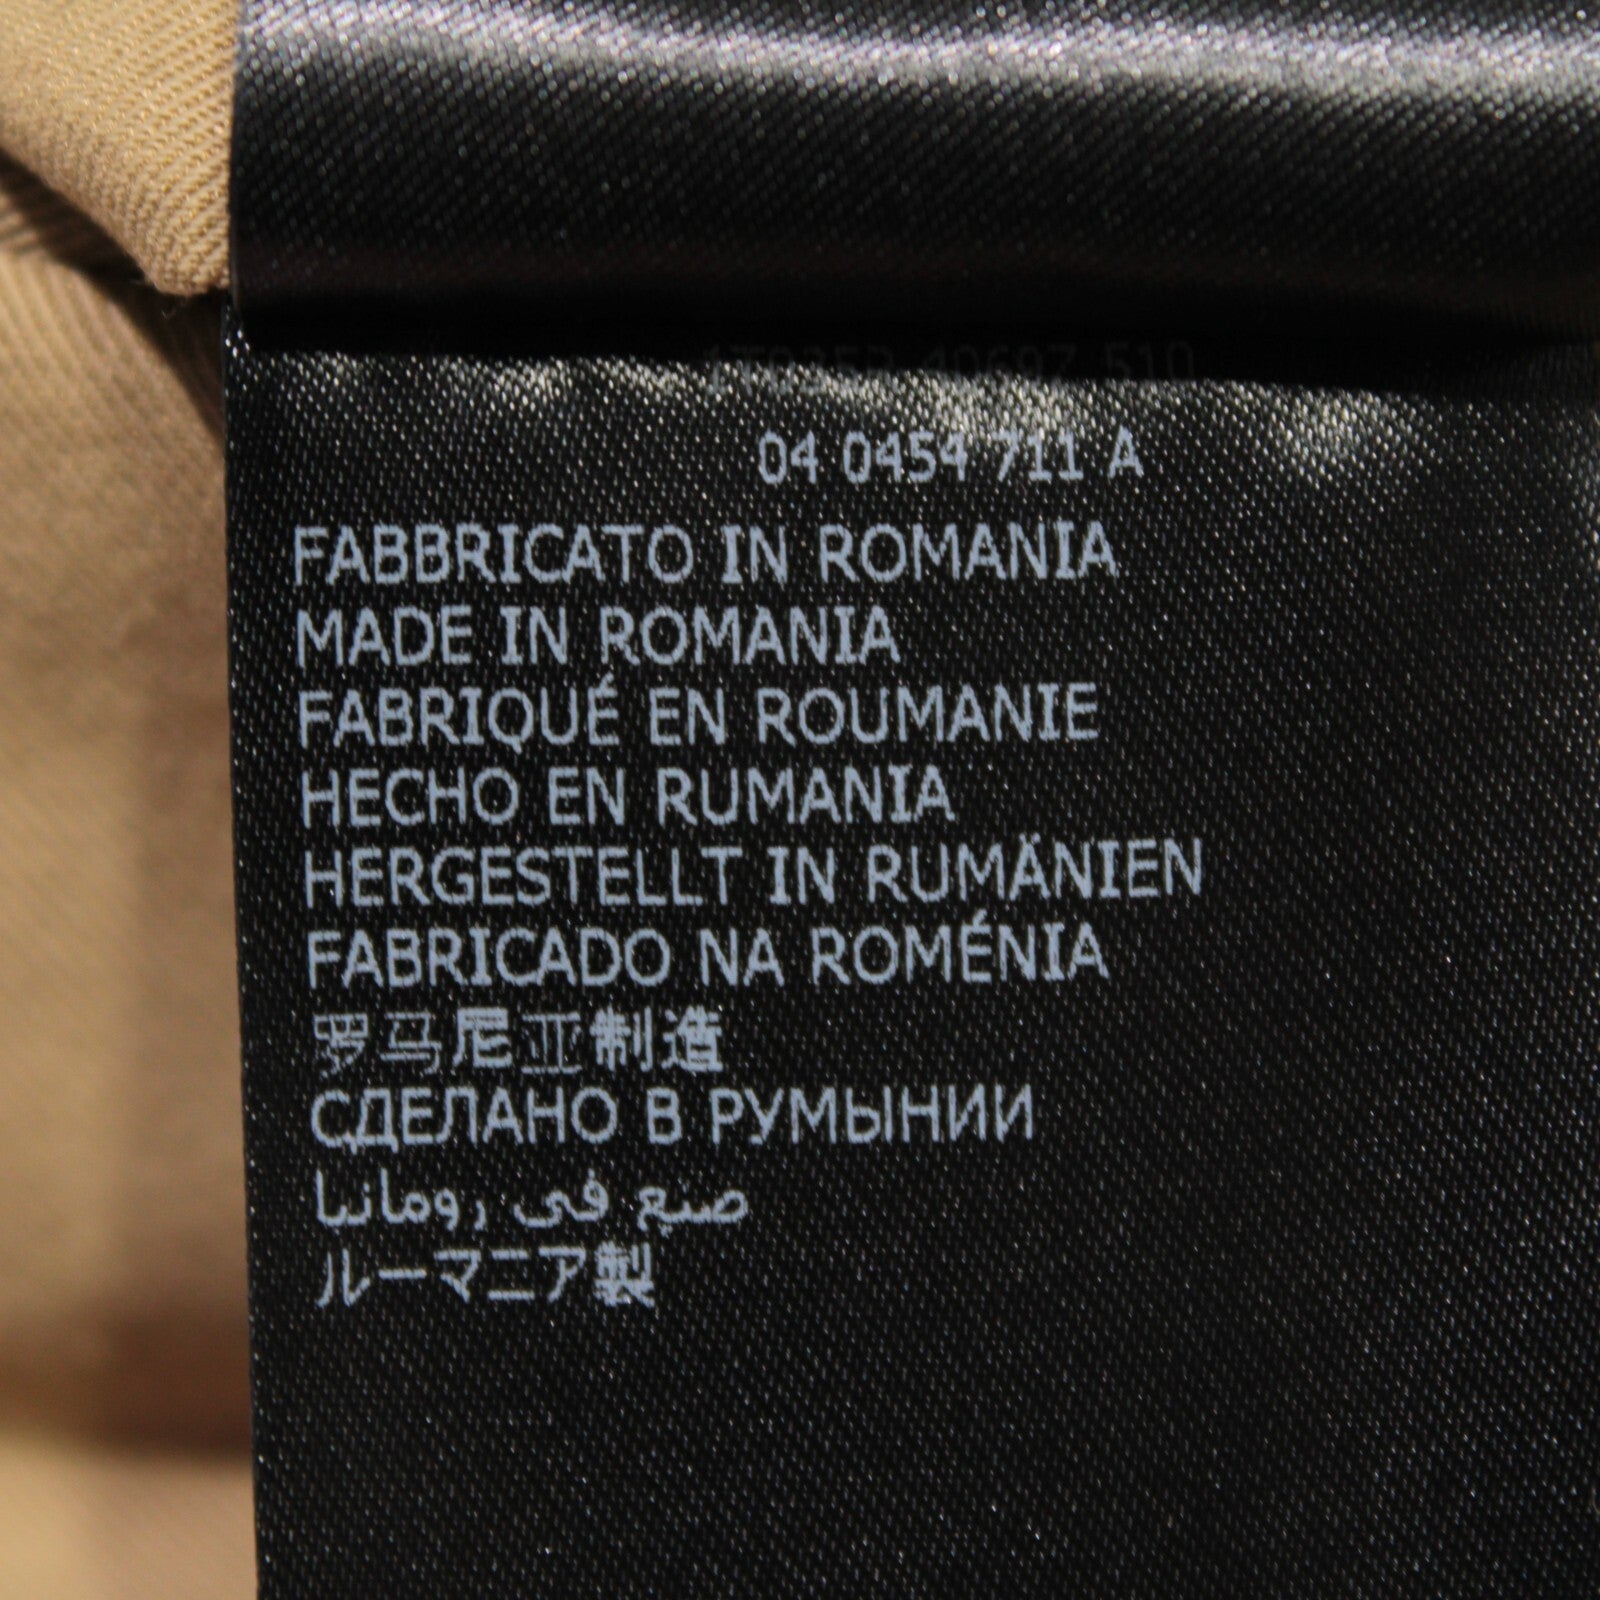 04 0454 711 A
FABBRICATO IN ROMANIA
MADE IN ROMANIA
FABRIQUÉ EN ROUMANIE
HECHO EN RUMANIA
HERGESTELLT IN RUMÄNIEN
FABRICADO NA ROMÉNIA
罗马尼亚制造
СДЕЛАНО В РУМЫНИИ
صنع في رومانيا
ルーマニア製